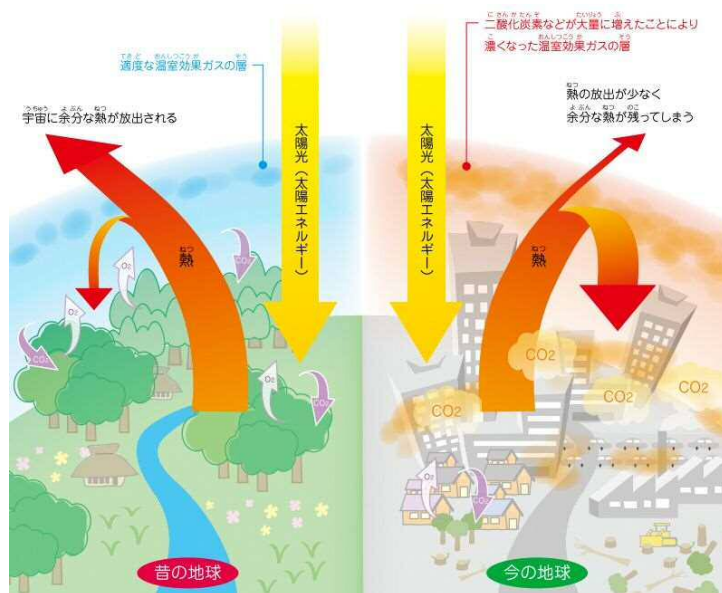 二酸化炭素などが大量に増えたことにより
濃くなった温室効果ガスの層
適度な温室効果ガスの層
熱の放出が少なく
余分な熱が残ってしまう
宇宙に余分な熱が放出される
太陽光（太陽エネルギー）
太陽光（太陽エネルギー）
熱
熱
CO2
O2
O2
CO2
O2
CO2
CO2
CO2
CO2
CO2
O2
CO2
昔の地球
今の地球